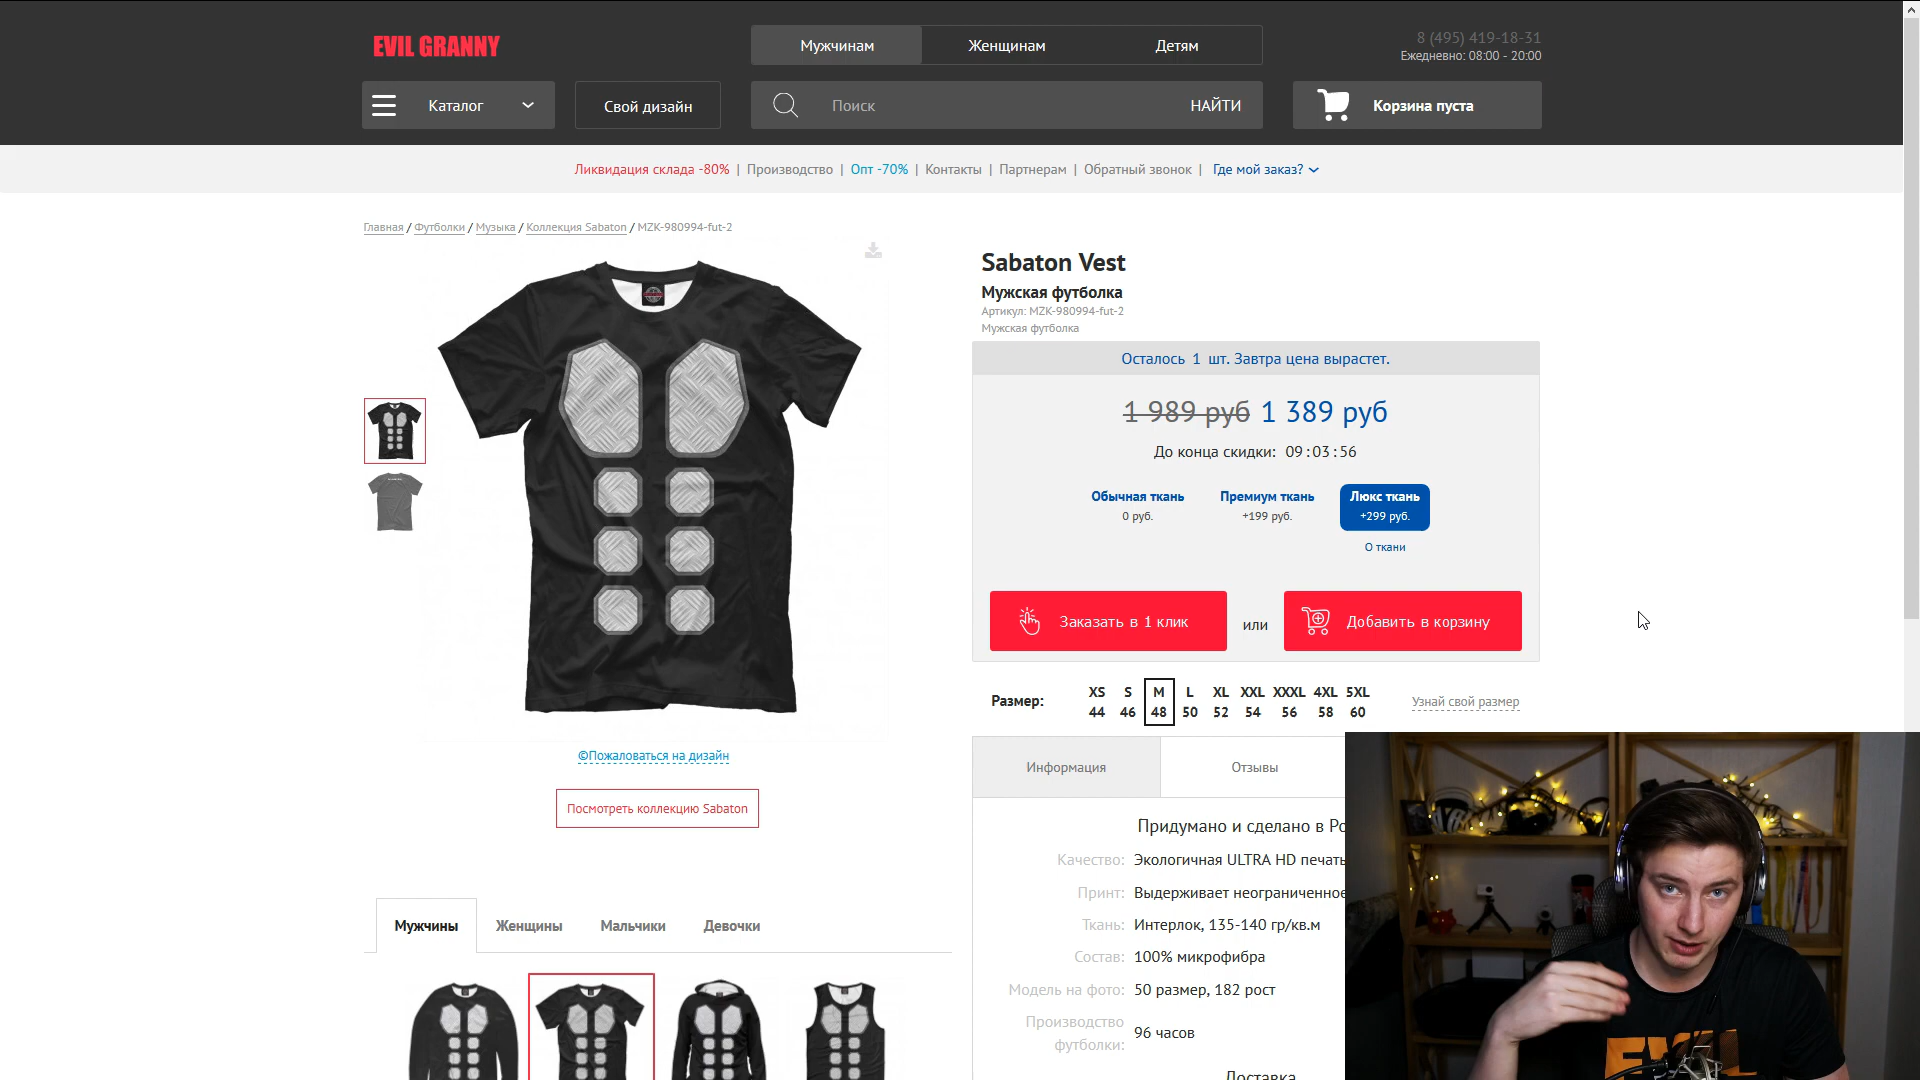 EVIL GRANNY
Мужчинам
Женщинам
Детям
8 (495) 419-18-31
Ежедневно: 08:00 - 20:00
Каталог
Свой дизайн
Поиск
НАЙТИ
Корзина пуста
Ликвидация склада -80% | Производство | Опт -70% | Контакты | Партнерам | Обратный звонок | Где мой заказ?
Главная / Футболки / Музыка / Коллекция Sabaton / MZK-980994-fut-2
Sabaton Vest
Мужская футболка
Артикул: MZK-980994-fut-2
Мужская футболка
Осталось 1 шт. Завтра цена вырастет.
1 989 руб 1 389 руб
До конца скидки: 09:03:56
Обычная ткань
0 руб.
Премиум ткань
+199 руб.
Люкс ткань
+299 руб.
О ткани
Заказать в 1 клик
или
Добавить в корзину
Размер:
XS S M L XL XXL XXXL 4XL 5XL
44 46 48 50 52 54 56 58 60
Узнай свой размер
©Пожаловаться на дизайн
Посмотреть коллекцию Sabaton
Информация
Отзывы
Придумано и сделано в Ро
Качество: Экологичная ULTRA HD печать
Принт: Выдерживает неограниченное
Ткань: Интерлок, 135-140 гр/кв.м
Состав: 100% микрофибра
Модель на фото: 50 размер, 182 рост
Производство футболки: 96 часов
Доставка
Мужчины
Женщины
Мальчики
Девочки
EVIL